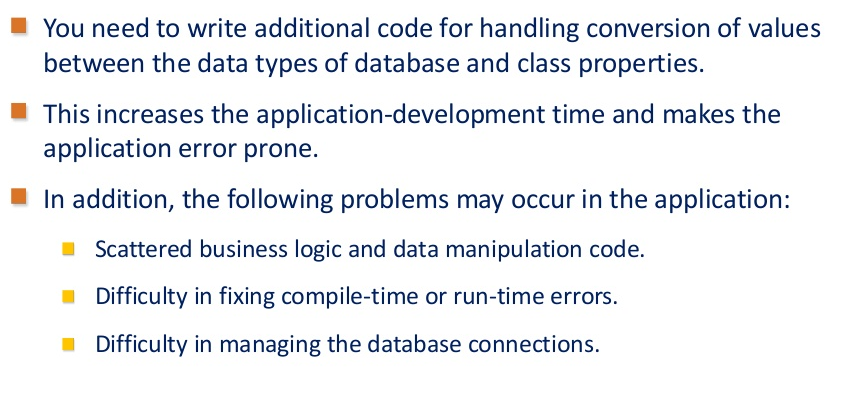 You need to write additional code for handling conversion of values
between the data types of database and class properties.
This increases the application-development time and makes the
application error prone.
In addition, the following problems may occur in the application:
Scattered business logic and data manipulation code.
Difficulty in fixing compile-time or run-time errors.
Difficulty in managing the database connections.